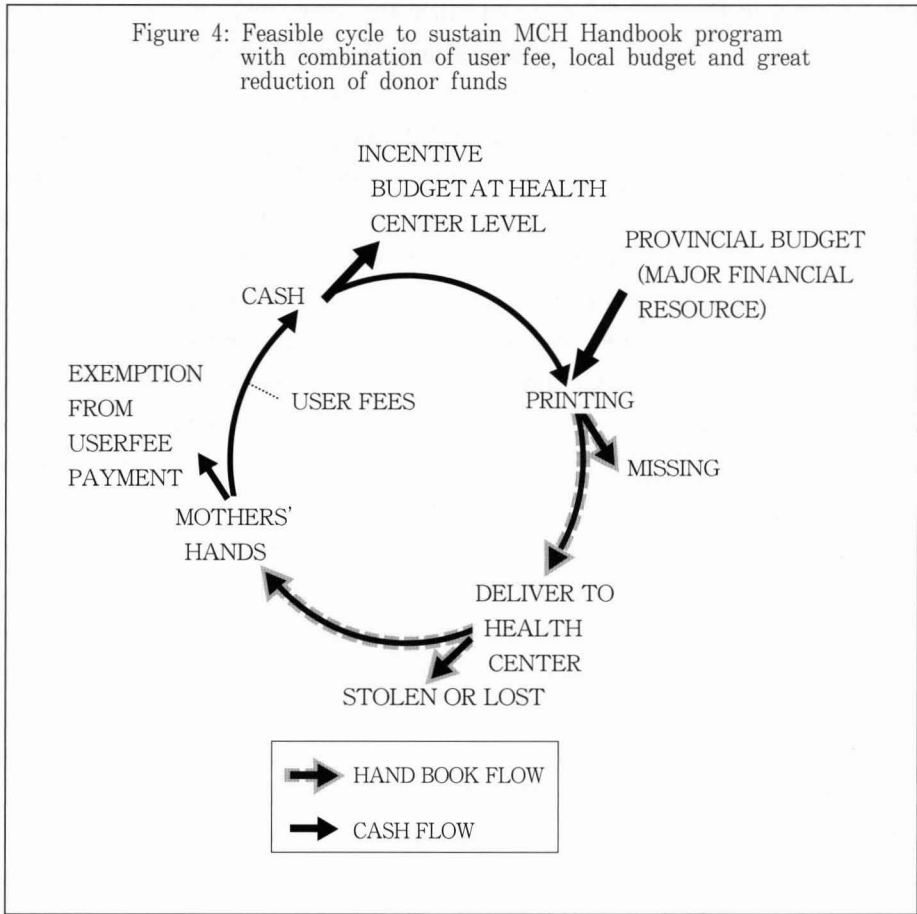 Figure 4: Feasible cycle to sustain MCH Handbook program
with combination of user fee, local budget and great
reduction of donor funds
INCENTIVE
BUDGET AT HEALTH
CENTER LEVEL
PROVINCIAL BUDGET
(MAJOR FINANCIAL
RESOURCE)
CASH
EXEMPTION
FROM
USERFEE
PAYMENT
USER FEES
PRINTING
MISSING
MOTHERS'
HANDS
DELIVER TO
HEALTH
CENTER
STOLEN OR LOST
HAND BOOK FLOW
CASH FLOW